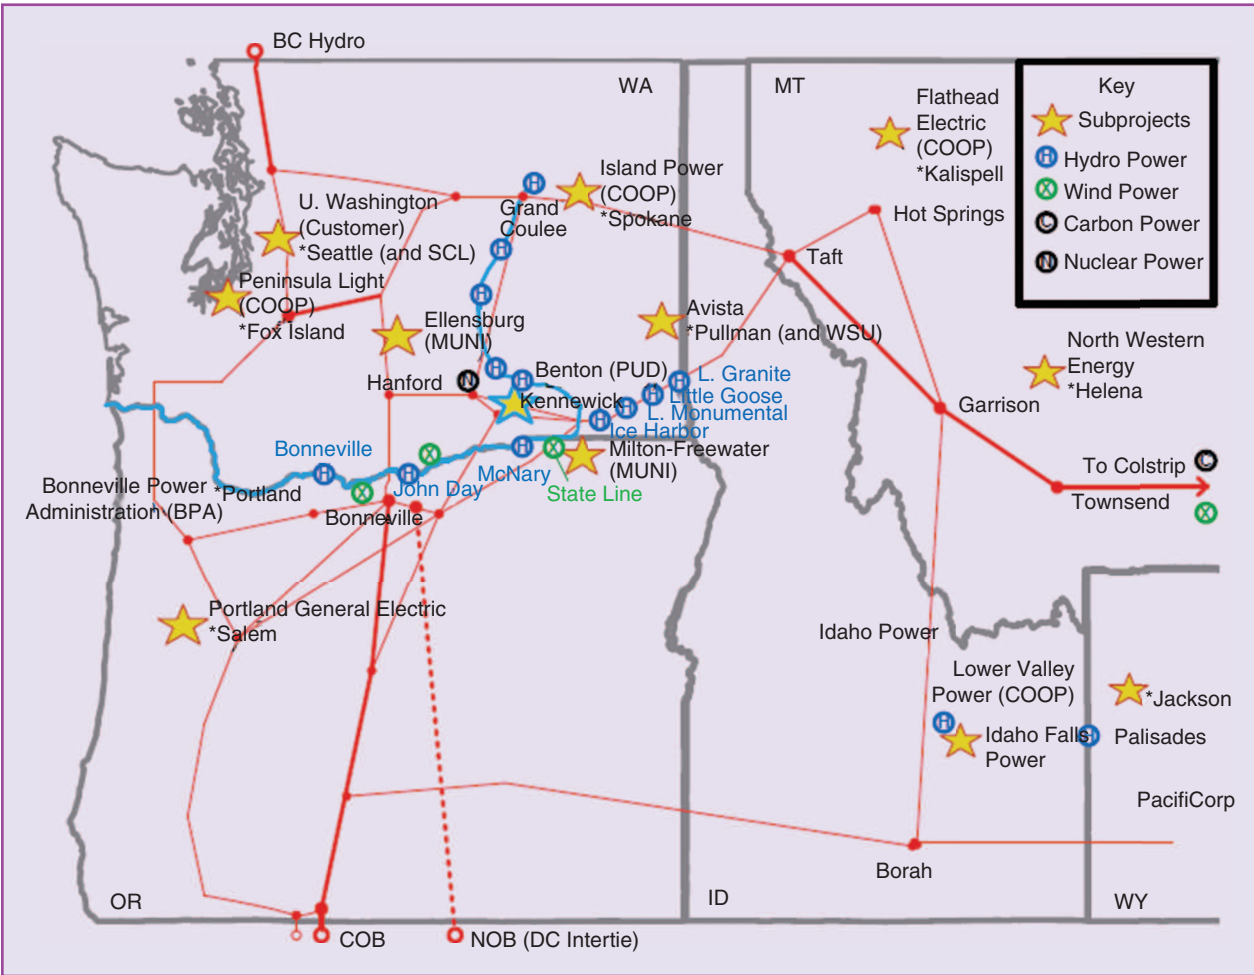 BC Hydro
WA
MT
Key
Subprojects
H Hydro Power
X Wind Power
C Carbon Power
N Nuclear Power
Flathead
Electric
(COOP)
*Kalispell
Island Power
(COOP)
*Spokane
H
Grand
Coulee
U. Washington
(Customer)
*Seattle (and SCL)
Hot Springs
H
Taft
Peninsula Light
(COOP)
*Fox Island
H
Ellensburg
(MUNI)
Avista
*Pullman (and WSU)
North Western
Energy
*Helena
Hanford
N
H
H
Benton (PUD)
Kennewick
H
L. Granite
H
Little Goose
H
L. Monumental
H
Ice Harbor
Garrison
Bonneville
H
X
X
H
John Day
H
McNary
X
State Line
Milton-Freewater
(MUNI)
To Colstrip
C
Townsend
X
Bonneville Power
Administration (BPA)
*Portland
Bonneville
Portland General Electric
*Salem
Idaho Power
Lower Valley
Power (COOP)
*Jackson
H
Idaho Falls
Power
H
Palisades
PacifiCorp
Borah
OR
ID
WY
COB
NOB (DC Intertie)